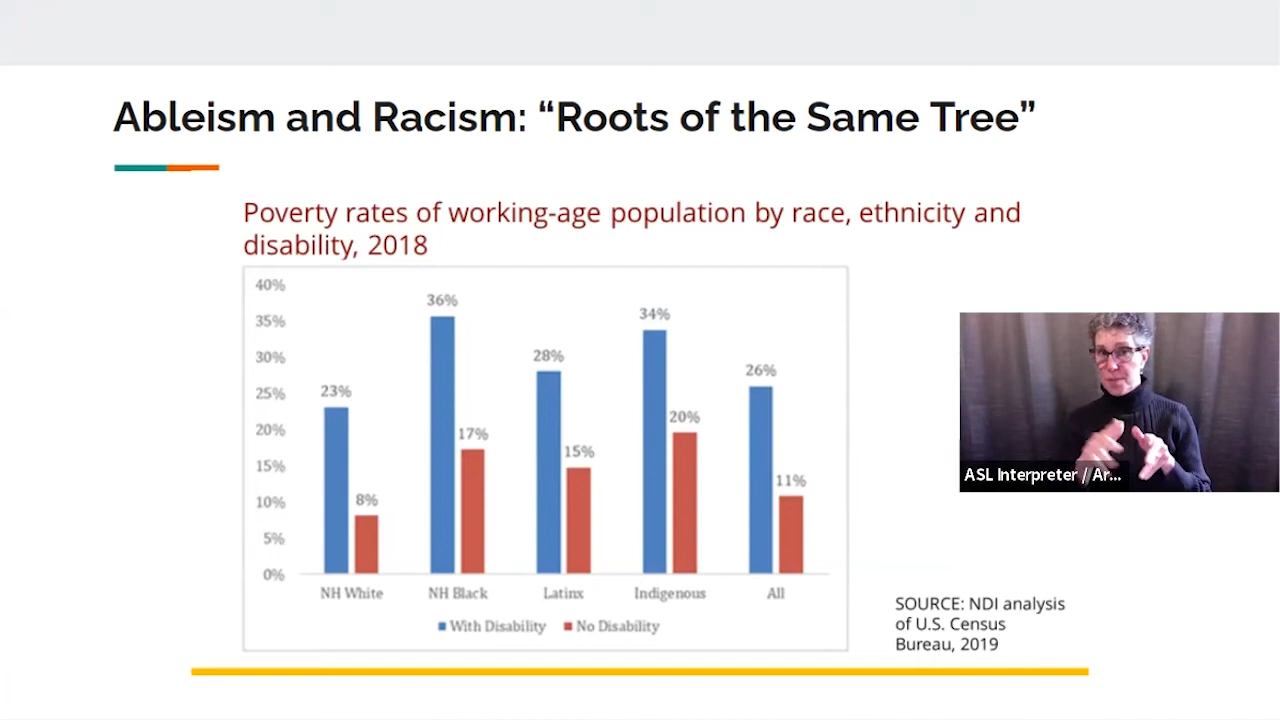 Ableism and Racism: “Roots of the Same Tree”
Poverty rates of working-age population by race, ethnicity and
disability, 2018
40%
35%
30%
25%
20%
15%
10%
5%
0%
23%
8%
36%
17%
28%
15%
34%
20%
26%
11%
NH White
NH Black
Latinx
Indigenous
All
With Disability
No Disability
ASL Interpreter / Ar...
SOURCE: NDI analysis
of U.S. Census
Bureau, 2019